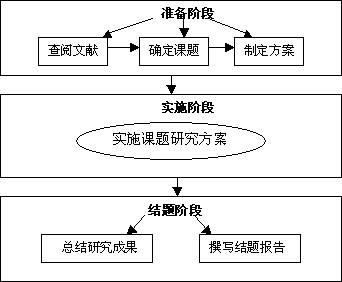 准备阶段
查阅文献 确定课题 制定方案
实施阶段
实施课题研究方案
结题阶段
总结研究成果 撰写结题报告